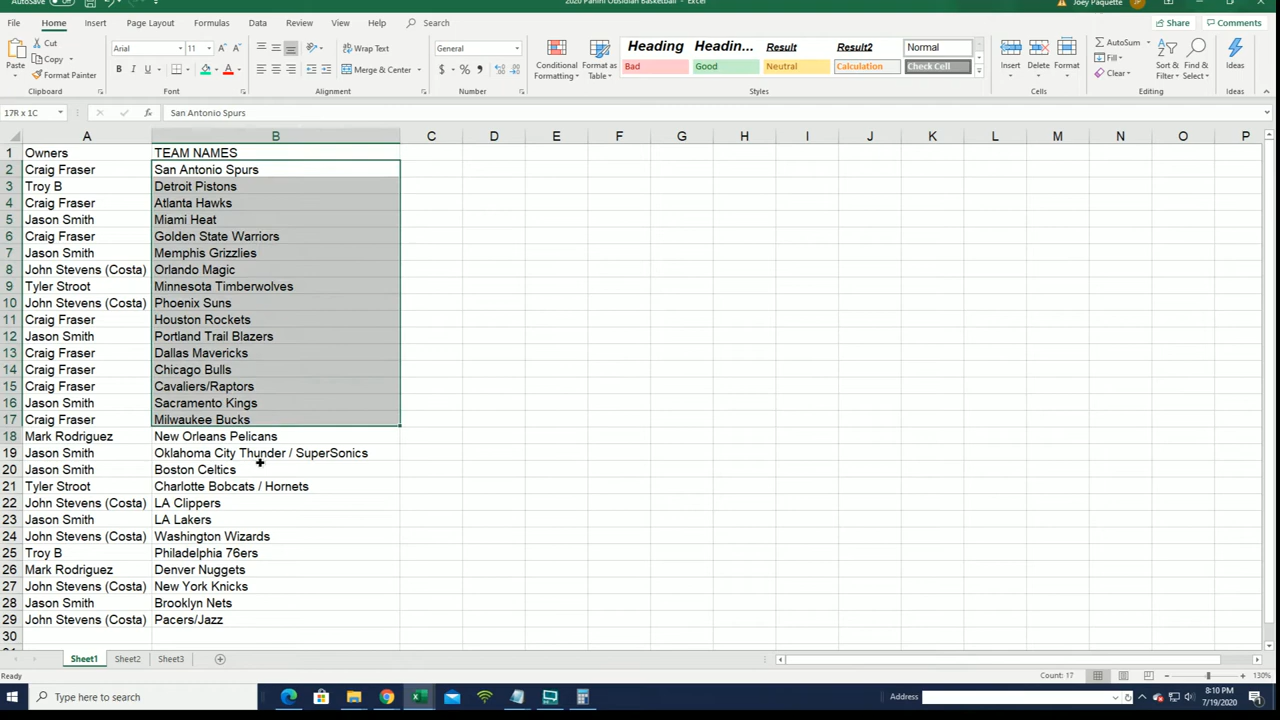 AutoSave
2020 Panini Obsidian Basketball - Excel
Joey Paquette
JP
File Home Insert Page Layout Formulas Data Review View Help Search
Share Comments
Paste Cut Copy Format Painter
Arial 11 Wrap Text Merge & Center
General
Conditional Formatting Format as Table
Heading Headin... Result Result2 Normal
Bad Good Neutral Calculation Check Cell
Insert Delete Format
AutoSum Fill Clear
Sort & Filter Find & Select Ideas
Clipboard Font Alignment Number Styles Cells Editing Ideas
17R x 1C San Antonio Spurs
A B C D E F G H I J K L M N O P
1 Owners TEAM NAMES
2 Craig Fraser San Antonio Spurs
3 Troy B Detroit Pistons
4 Craig Fraser Atlanta Hawks
5 Jason Smith Miami Heat
6 Craig Fraser Golden State Warriors
7 Jason Smith Memphis Grizzlies
8 John Stevens (Costa) Orlando Magic
9 Tyler Stroot Minnesota Timberwolves
10 John Stevens (Costa) Phoenix Suns
11 Craig Fraser Houston Rockets
12 Jason Smith Portland Trail Blazers
13 Craig Fraser Dallas Mavericks
14 Craig Fraser Chicago Bulls
15 Craig Fraser Cavaliers/Raptors
16 Jason Smith Sacramento Kings
17 Craig Fraser Milwaukee Bucks
18 Mark Rodriguez New Orleans Pelicans
19 Jason Smith Oklahoma City Thunder / SuperSonics
20 Jason Smith Boston Celtics
21 Tyler Stroot Charlotte Bobcats / Hornets
22 John Stevens (Costa) LA Clippers
23 Jason Smith LA Lakers
24 John Stevens (Costa) Washington Wizards
25 Troy B Philadelphia 76ers
26 Mark Rodriguez Denver Nuggets
27 John Stevens (Costa) New York Knicks
28 Jason Smith Brooklyn Nets
29 John Stevens (Costa) Pacers/Jazz
30
Sheet1 Sheet2 Sheet3
Ready
Count: 17
130%
Type here to search
Address
8:10 PM
7/19/2020